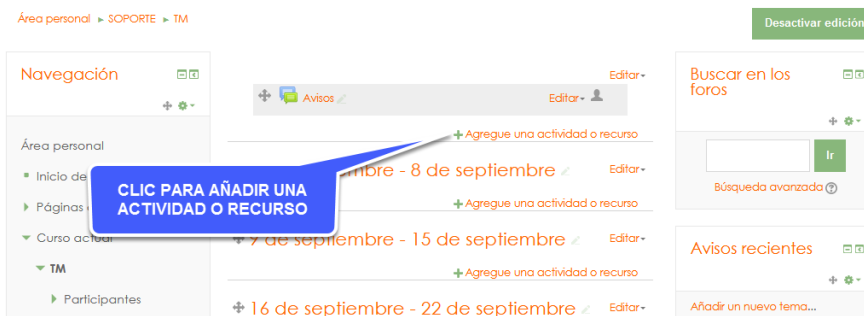 Área personal ► SOPORTE ► TM
Desactivar edición
Navegación
Área personal
Inicio de
Páginas
Curso actual
TM
Participantes
CLIC PARA AÑADIR UNA
ACTIVIDAD O RECURSO
Editar
Avisos
Editar
Agregue una actividad o recurso
- 8 de septiembre
Editar
Agregue una actividad o recurso
9 de septiembre - 15 de septiembre
Editar
Agregue una actividad o recurso
16 de septiembre - 22 de septiembre
Editar
Buscar en los
foros
Ir
Búsqueda avanzada
Avisos recientes
Añadir un nuevo tema...